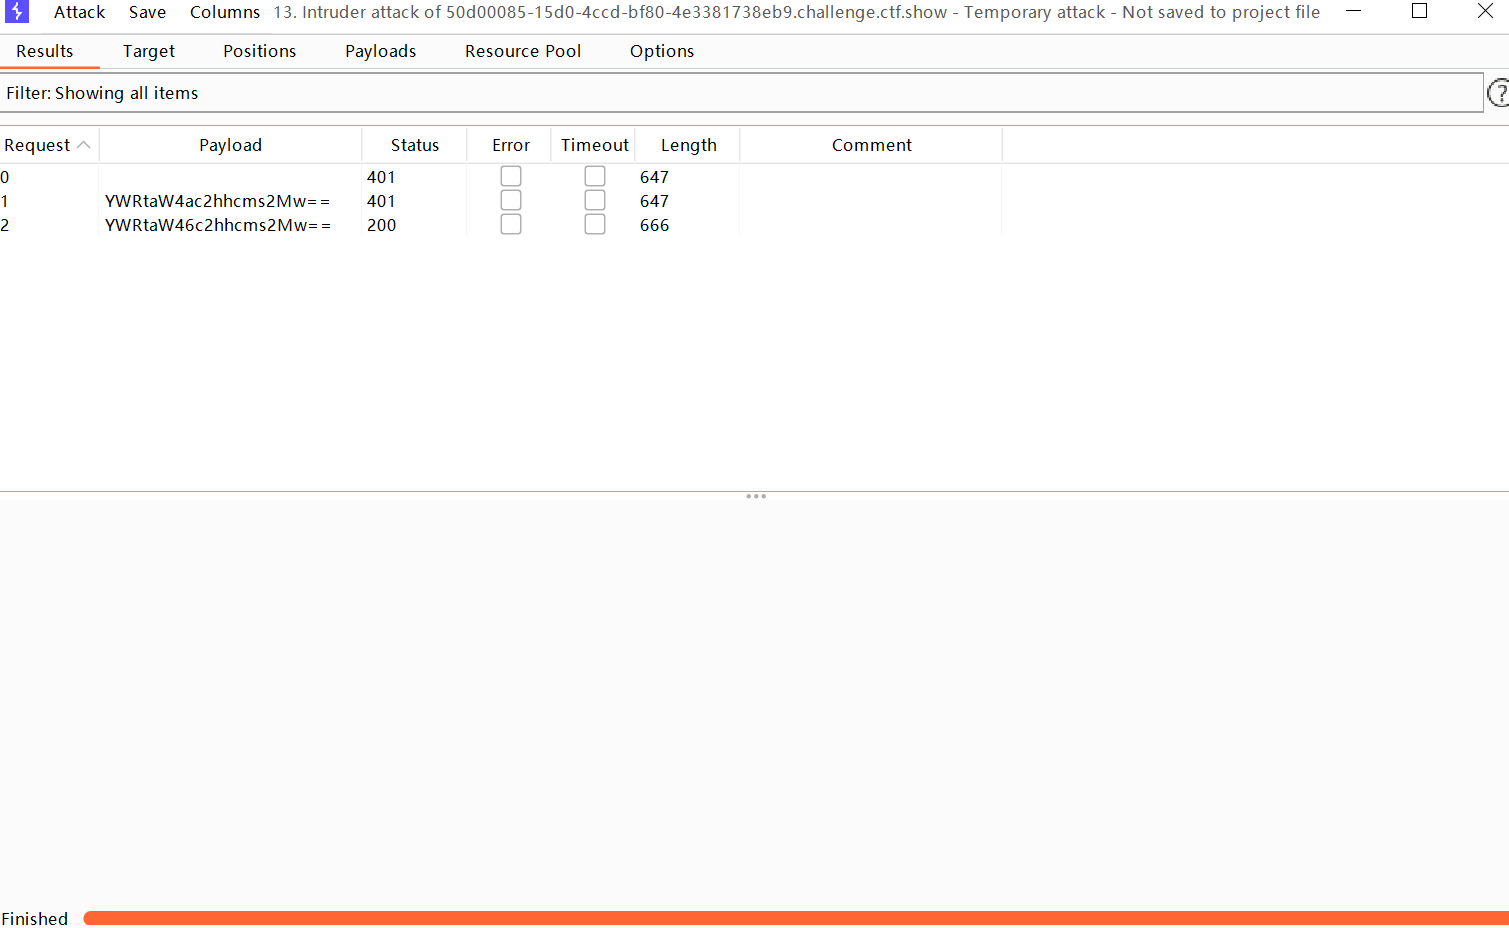 Attack Save Columns 13. Intruder attack of 50d00085-15d0-4ccd-bf80-4e3381738eb9.challenge.ctf.show - Temporary attack - Not saved to project file
Results Target Positions Payloads Resource Pool Options
Filter: Showing all items
?
Request Payload Status Error Timeout Length Comment
0 401 647
1 YWRtaW4ac2hhcms2Mw== 401 647
2 YWRtaW46c2hhcms2Mw== 200 666
Finished